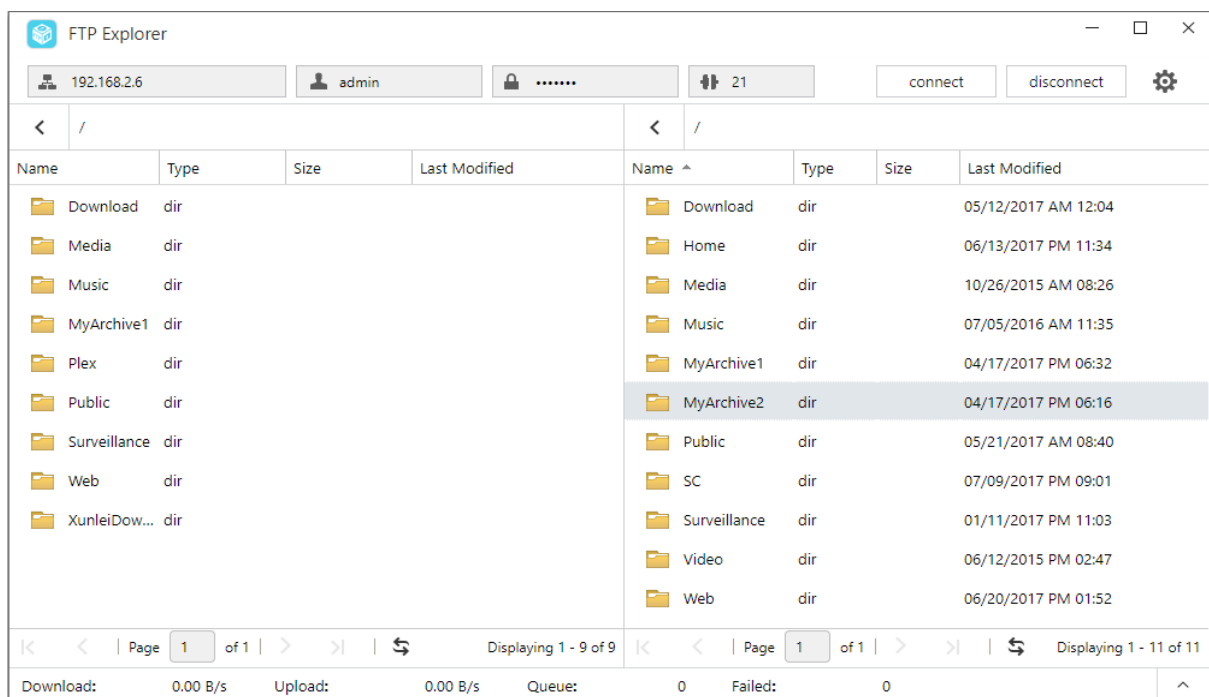 FTP Explorer
192.168.2.6 admin ••••••• 21 connect disconnect
/ /
Name Type Size Last Modified Name Type Size Last Modified
Download dir Download dir 05/12/2017 AM 12:04
Media dir Home dir 06/13/2017 PM 11:34
Music dir Media dir 10/26/2015 AM 08:26
MyArchive1 dir Music dir 07/05/2016 AM 11:35
Plex dir MyArchive1 dir 04/17/2017 PM 06:32
Public dir MyArchive2 dir 04/17/2017 PM 06:16
Surveillance dir Public dir 05/21/2017 AM 08:40
Web dir SC dir 07/09/2017 PM 09:01
XunleiDow... dir Surveillance dir 01/11/2017 PM 11:03
Video dir 06/12/2015 PM 02:47
Web dir 06/20/2017 PM 01:52
Page 1 of 1 Displaying 1 - 9 of 9 Page 1 of 1 Displaying 1 - 11 of 11
Download: 0.00 B/s Upload: 0.00 B/s Queue: 0 Failed: 0